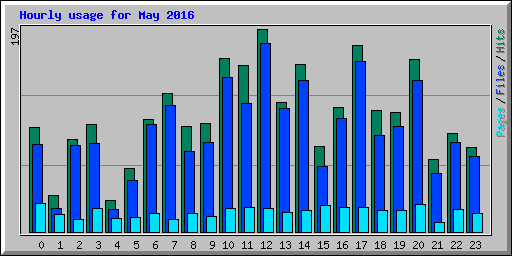 Hourly usage for May 2016
197
Pages/Files/Hits
0 1 2 3 4 5 6 7 8 9 10 11 12 13 14 15 16 17 18 19 20 21 22 23